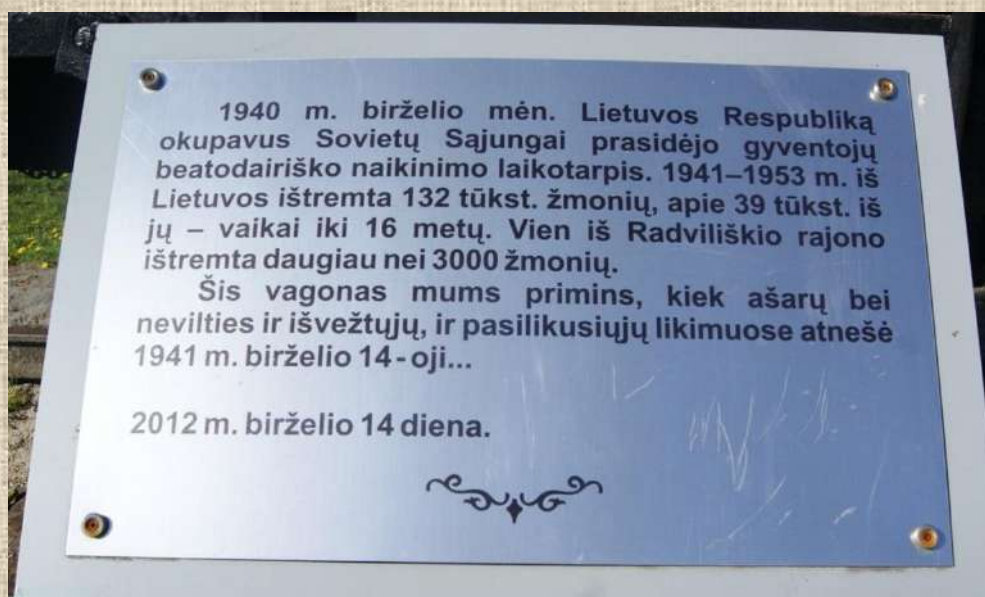 1940 m. birželio mėn. Lietuvos Respubliką
okupavus Sovietų Sąjungai prasidėjo gyventojų
beatodairiško naikinimo laikotarpis. 1941–1953 m. iš
Lietuvos ištremta 132 tūkst. žmonių, apie 39 tūkst. iš
jų – vaikai iki 16 metų. Vien iš Radviliškio rajono
ištremta daugiau nei 3000 žmonių.
Šis vagonas mums primins, kiek ašarų bei
nevilties ir išvežtųjų, ir pasilikusiųjų likimuose atnešė
1941 m. birželio 14-oji...
2012 m. birželio 14 diena.